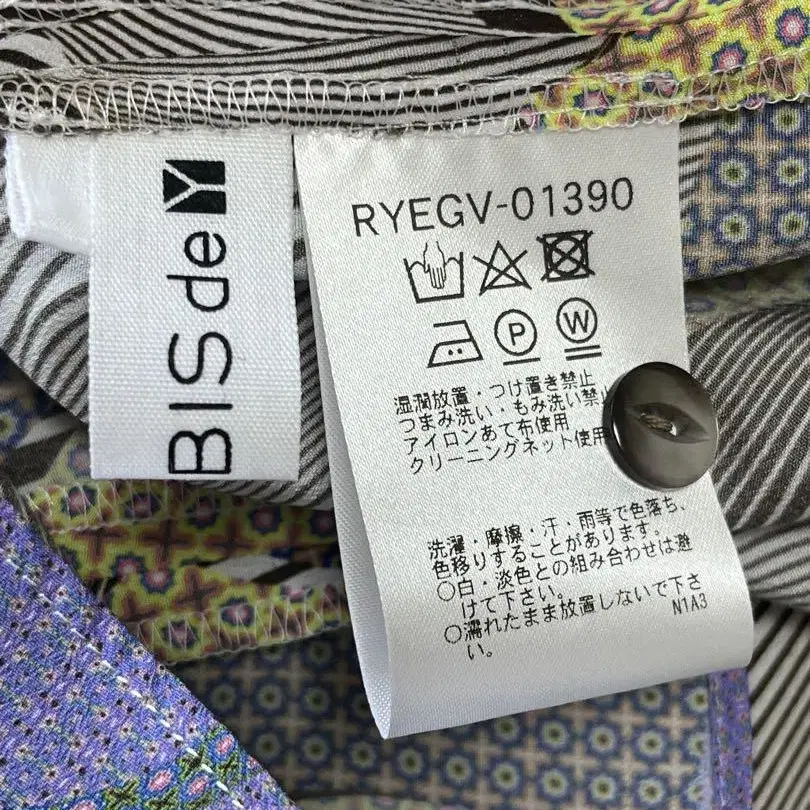 BIS de Y
RYEGV-01390
P
W
湿潤放置・つけ置き禁止
つまみ洗い・もみ洗い禁止
アイロンあて布使用
クリーニングネット使用
洗濯・摩擦・汗・雨等で色落ち、
色移りすることがあります。
○白・淡色との組み合わせは避
けて下さい。
○濡れたまま放置しないで下さ
い。
N1A3